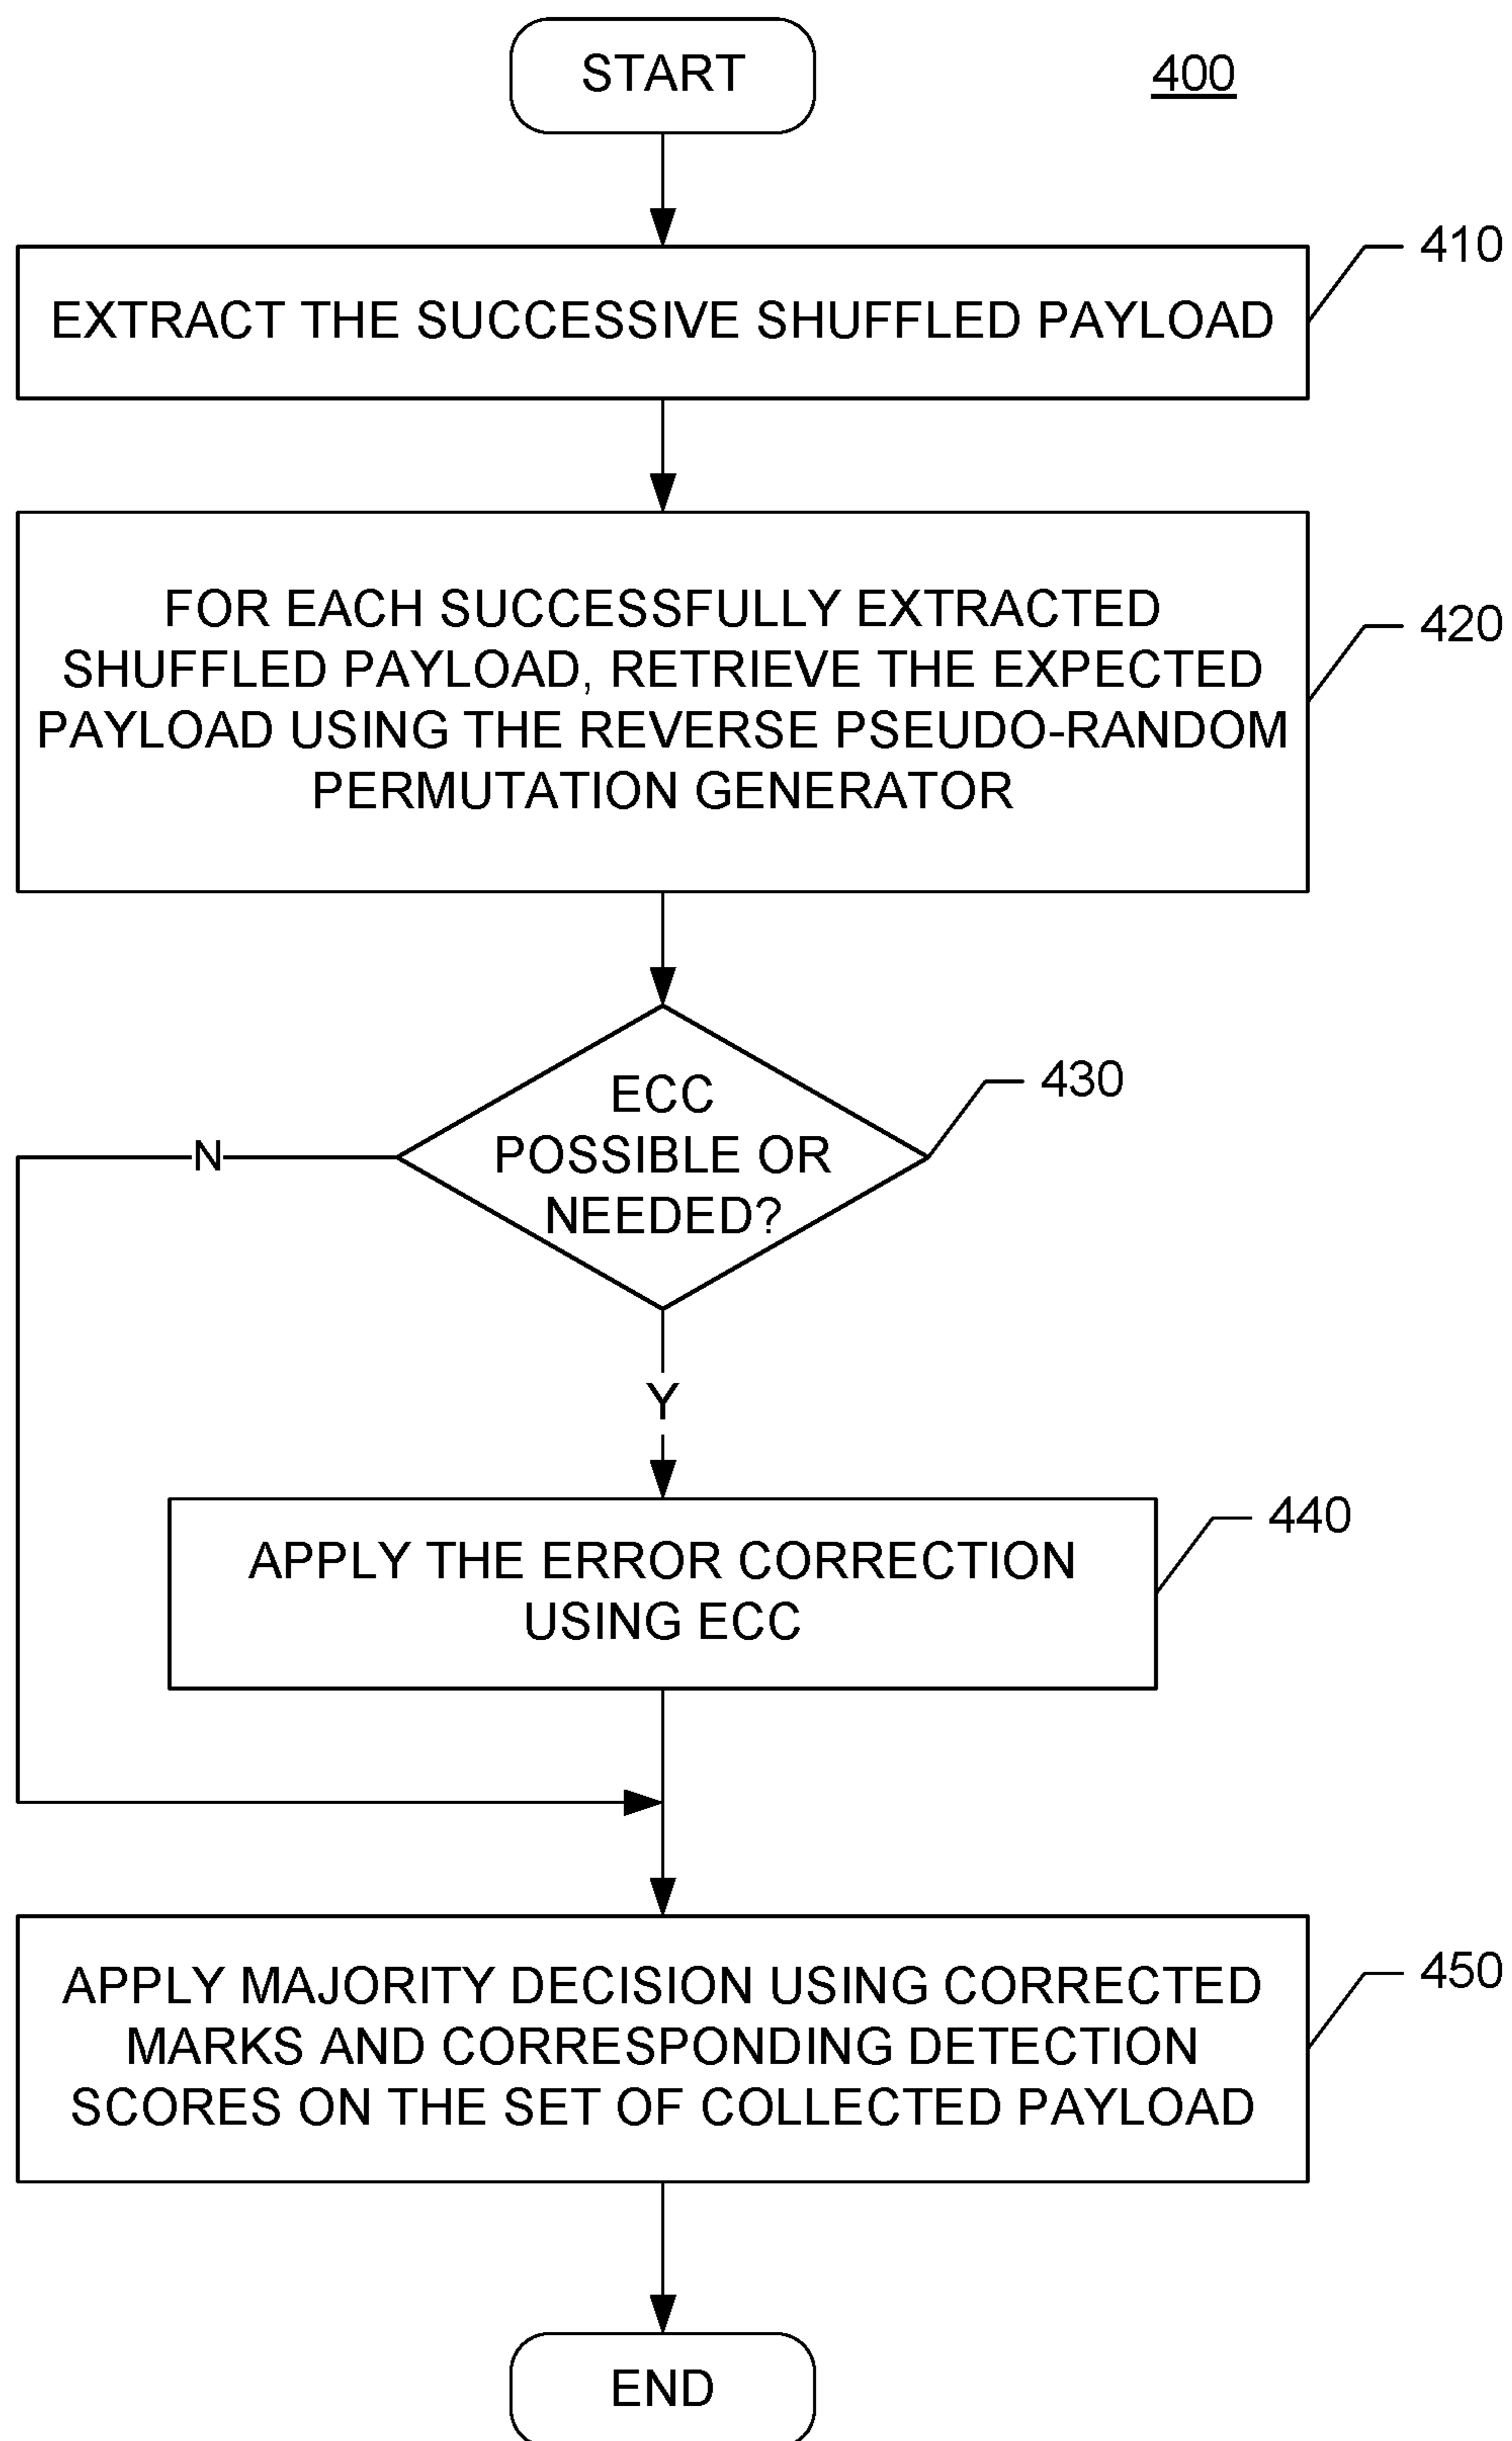 START
400
410
EXTRACT THE SUCCESSIVE SHUFFLED PAYLOAD
FOR EACH SUCCESSFULLY EXTRACTED
SHUFFLED PAYLOAD, RETRIEVE THE EXPECTED
PAYLOAD USING THE REVERSE PSEUDO-RANDOM
PERMUTATION GENERATOR
420
ECC
POSSIBLE OR
NEEDED?
430
N
Y
440
APPLY THE ERROR CORRECTION
USING ECC
450
APPLY MAJORITY DECISION USING CORRECTED
MARKS AND CORRESPONDING DETECTION
SCORES ON THE SET OF COLLECTED PAYLOAD
END